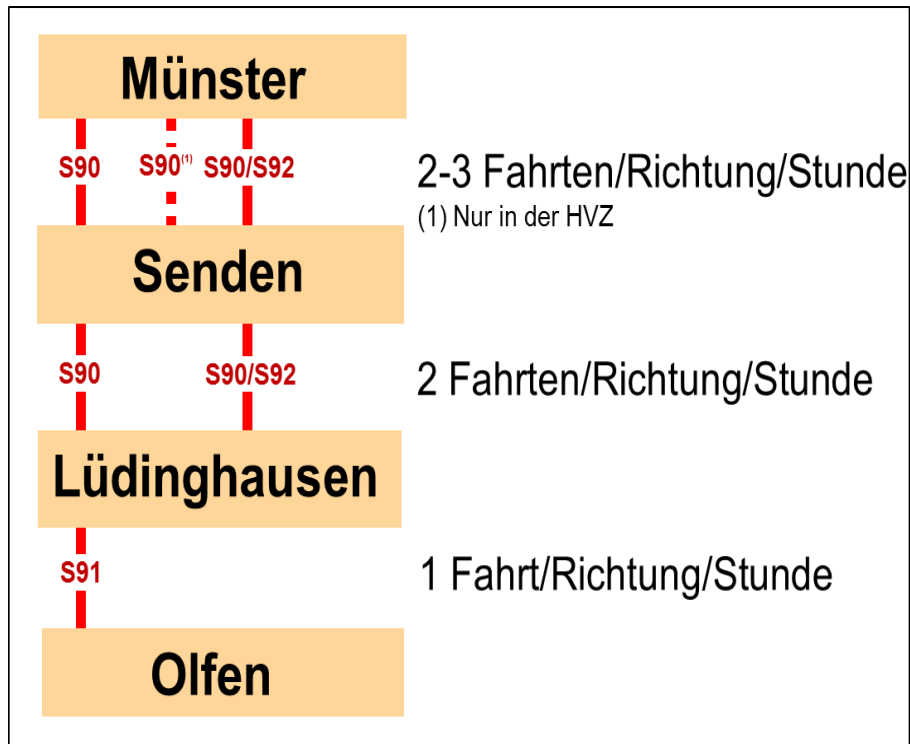 Münster
S90 S90(1) S90/S92
2-3 Fahrten/Richtung/Stunde
(1) Nur in der HVZ
Senden
S90 S90/S92
2 Fahrten/Richtung/Stunde
Lüdinghausen
S91
1 Fahrt/Richtung/Stunde
Olfen